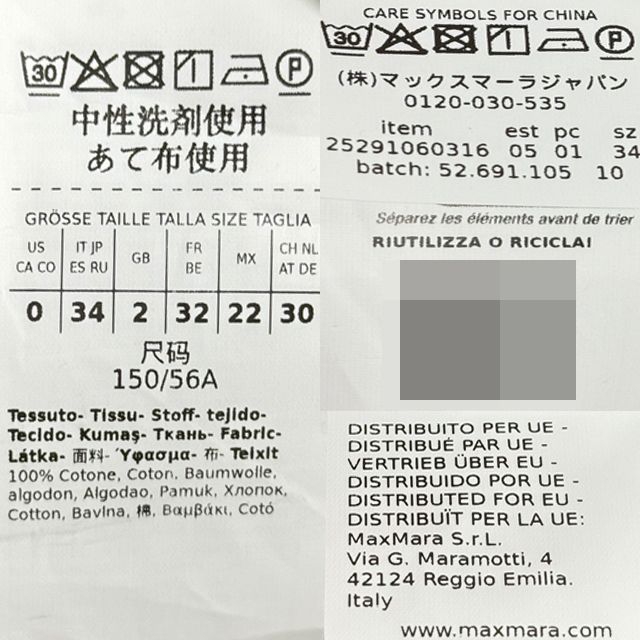 30 P
中性洗剤使用
あて布使用
GRÖSSE TAILLE TALLA SIZE TAGLIA
US CA CO | IT JP ES RU | GB | FR BE | MX | CH NL AT DE
0 | 34 | 2 | 32 | 22 | 30
尺码
150/56A
Tessuto- Tissu- Stoff- tejido-
Tecido- Kumaş- Ткань- Fabric-
Látka- 面料- Ύφασμα- 布- Teixit
100% Cotone, Coton, Baumwolle,
algodon, Algodao, Pamuk, Хлопок,
Cotton, Bavlna, 棉, Βαμβάκι, Cotó
CARE SYMBOLS FOR CHINA
30 P
(株)マックスマーラジャパン
0120-030-535
item est pc sz
25291060316 05 01 34
batch: 52.691.105 10
Séparez les éléments avant de trier
RIUTILIZZA O RICICLA!
DISTRIBUITO PER UE -
DISTRIBUÉ PAR UE -
VERTRIEB ÜBER EU -
DISTRIBUIDO POR UE -
DISTRIBUTED FOR EU -
DISTRIBUÏT PER LA UE:
MaxMara S.r.L.
Via G. Maramotti, 4
42124 Reggio Emilia.
Italy
www.maxmara.com